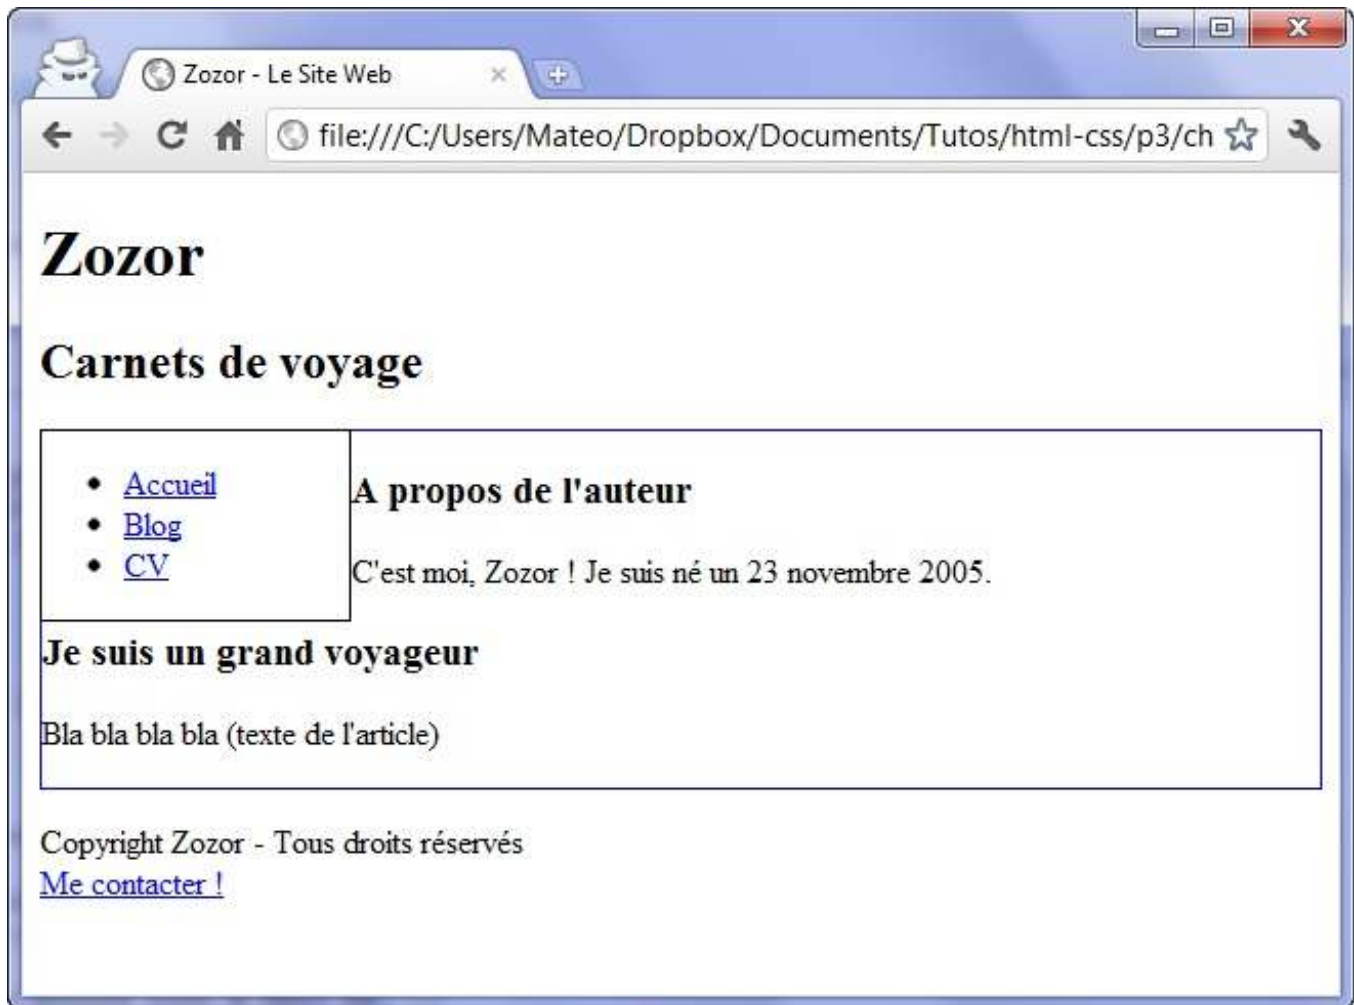 Zozor - Le Site Web
file:///C:/Users/Mateo/Dropbox/Documents/Tutos/html-css/p3/ch
Zozor
Carnets de voyage
Accueil
Blog
CV
A propos de l'auteur
C'est moi, Zozor ! Je suis né un 23 novembre 2005.
Je suis un grand voyageur
Bla bla bla bla (texte de l'article)
Copyright Zozor - Tous droits réservés
Me contacter !